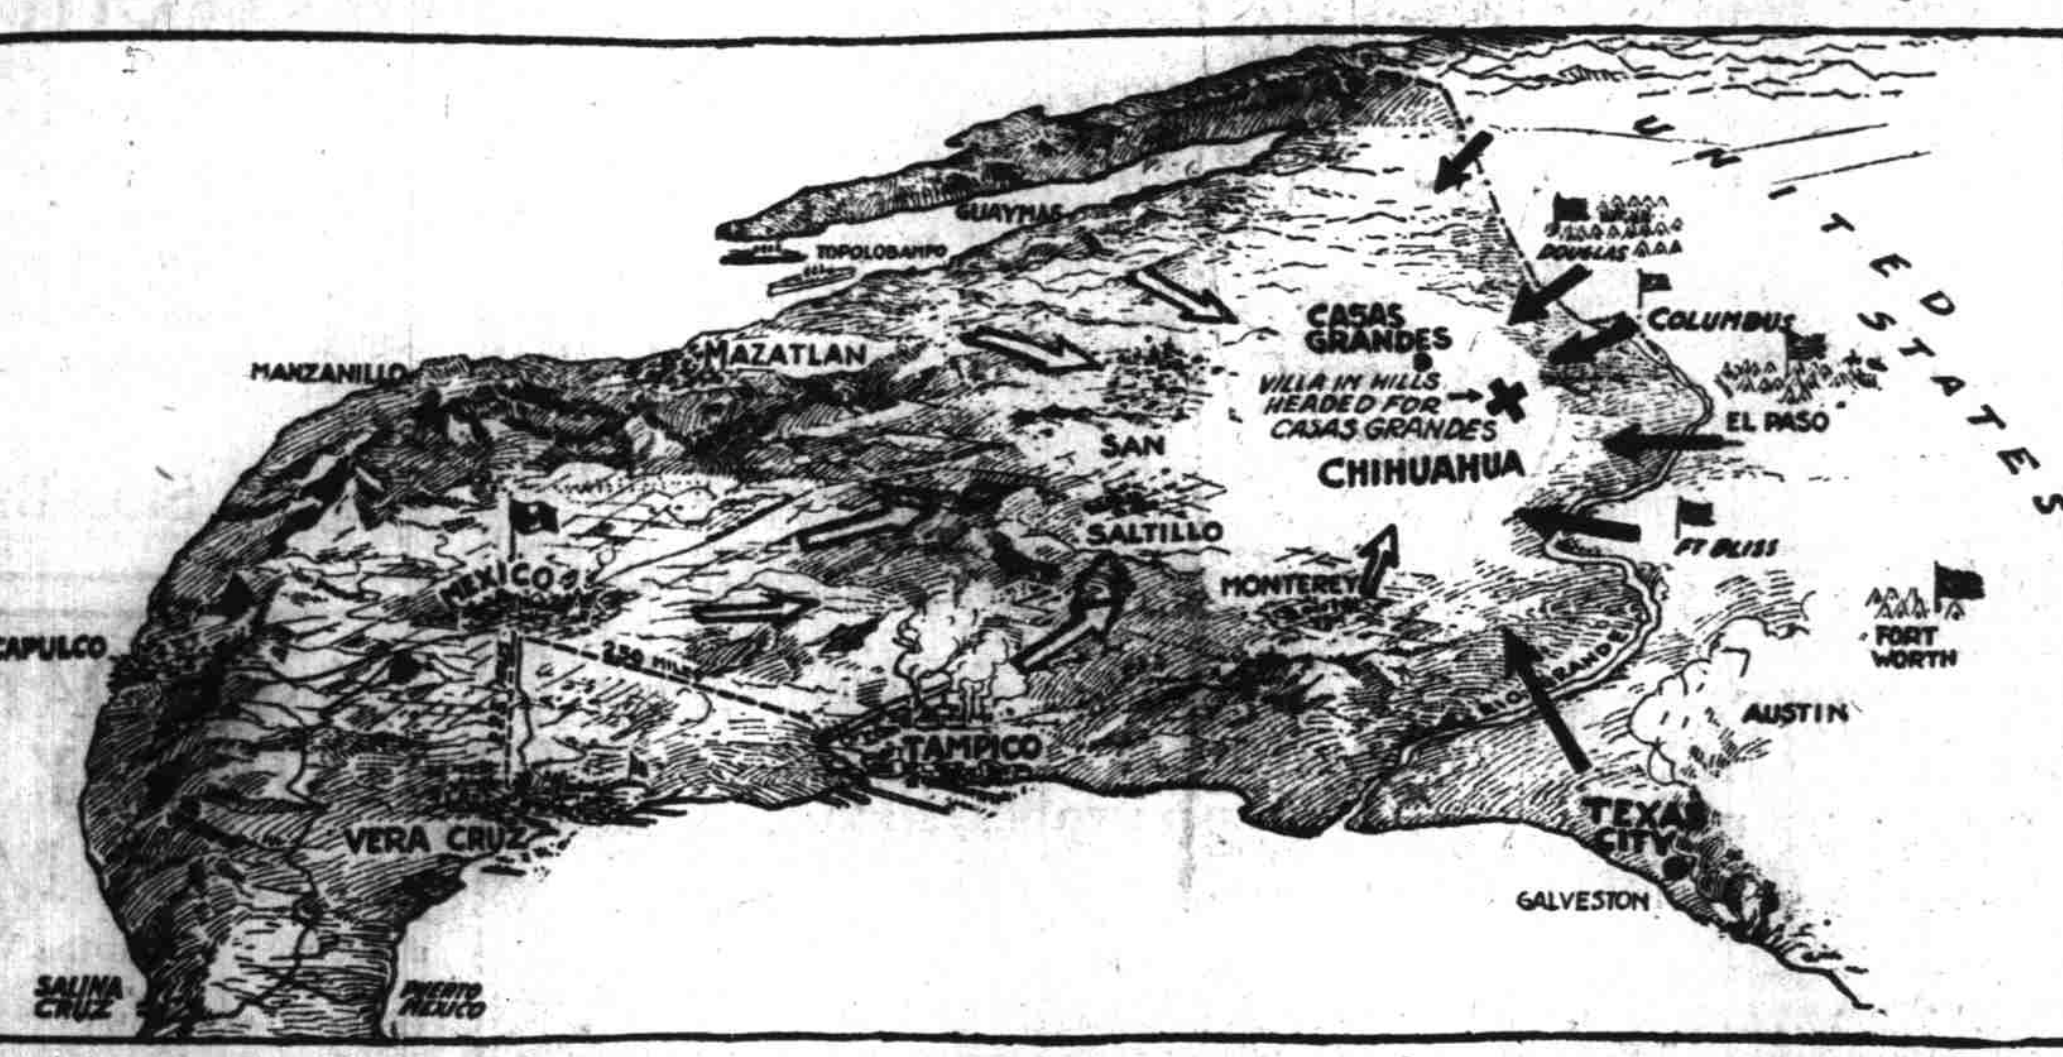 UNITED
STATES
GUAYMAS
DOUGLAS
TOPOLOBAMPO
CASAS
GRANDES
COLUMBUS
MAZATLAN
MANZANILLO
VILLA IN HILLS
HEADED FOR
CASAS GRANDES
EL PASO
SAN
CHIHUAHUA
SALTILLO
FT BLISS
MEXICO
MONTEREY
FORT
WORTH
CAPULCO
250 MILES
RIO GRANDE
AUSTIN
TAMPICO
TEXAS
CITY
VERA CRUZ
GALVESTON
SALINA
CRUZ
PUERTO
MEXICO